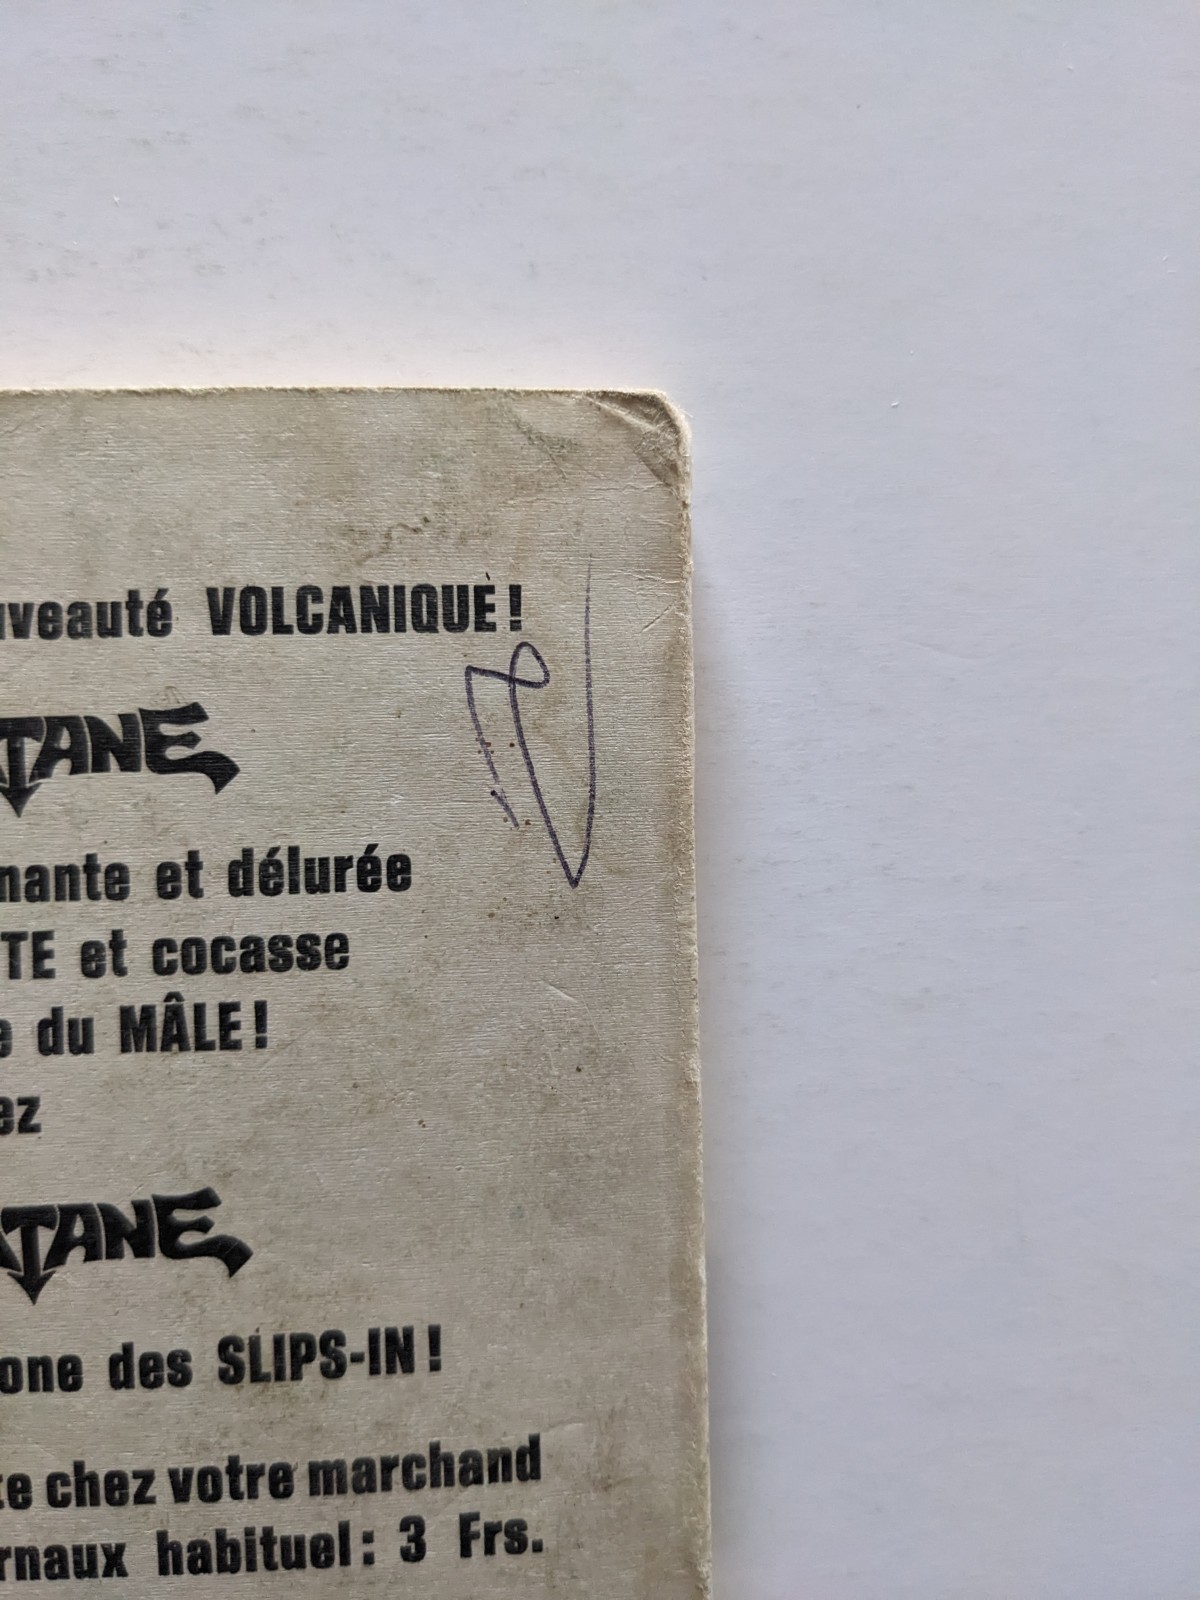 uveauté VOLCANIQUE !
TANE
nante et délurée
TE et cocasse
e du MÂLE !
ez
TANE
one des SLIPS-IN !
te chez votre marchand
rnaux habituel : 3 Frs.